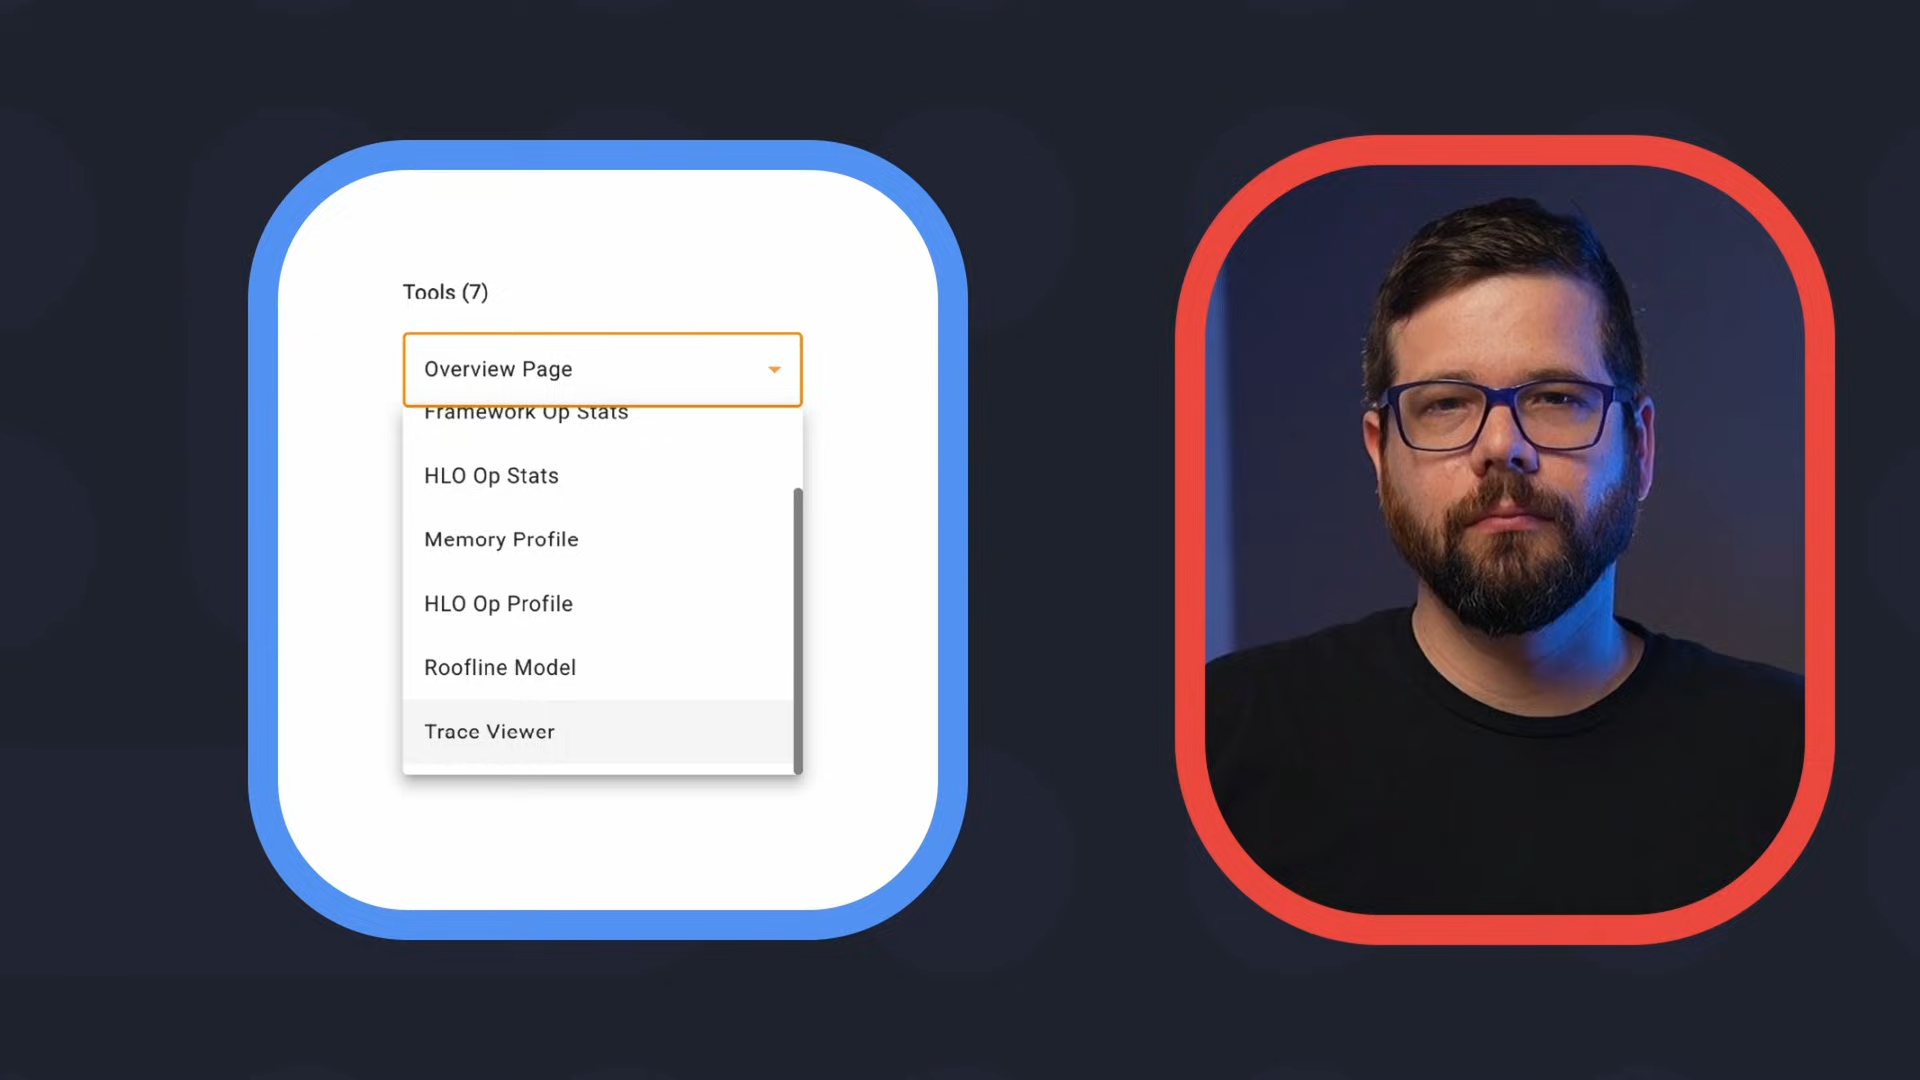 Tools (7)
Overview Page
Framework Op Stats
HLO Op Stats
Memory Profile
HLO Op Profile
Roofline Model
Trace Viewer